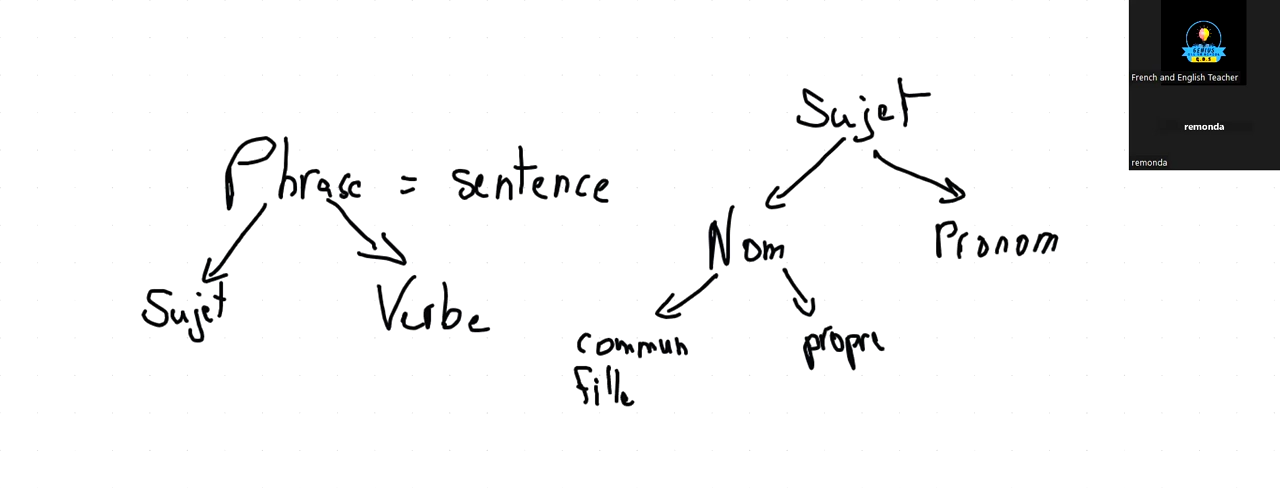 Phrase = sentence
Sujet
Verbe
Sujet
Nom
Pronom
commun
propre
fille
French and English Teacher
remonda
remonda